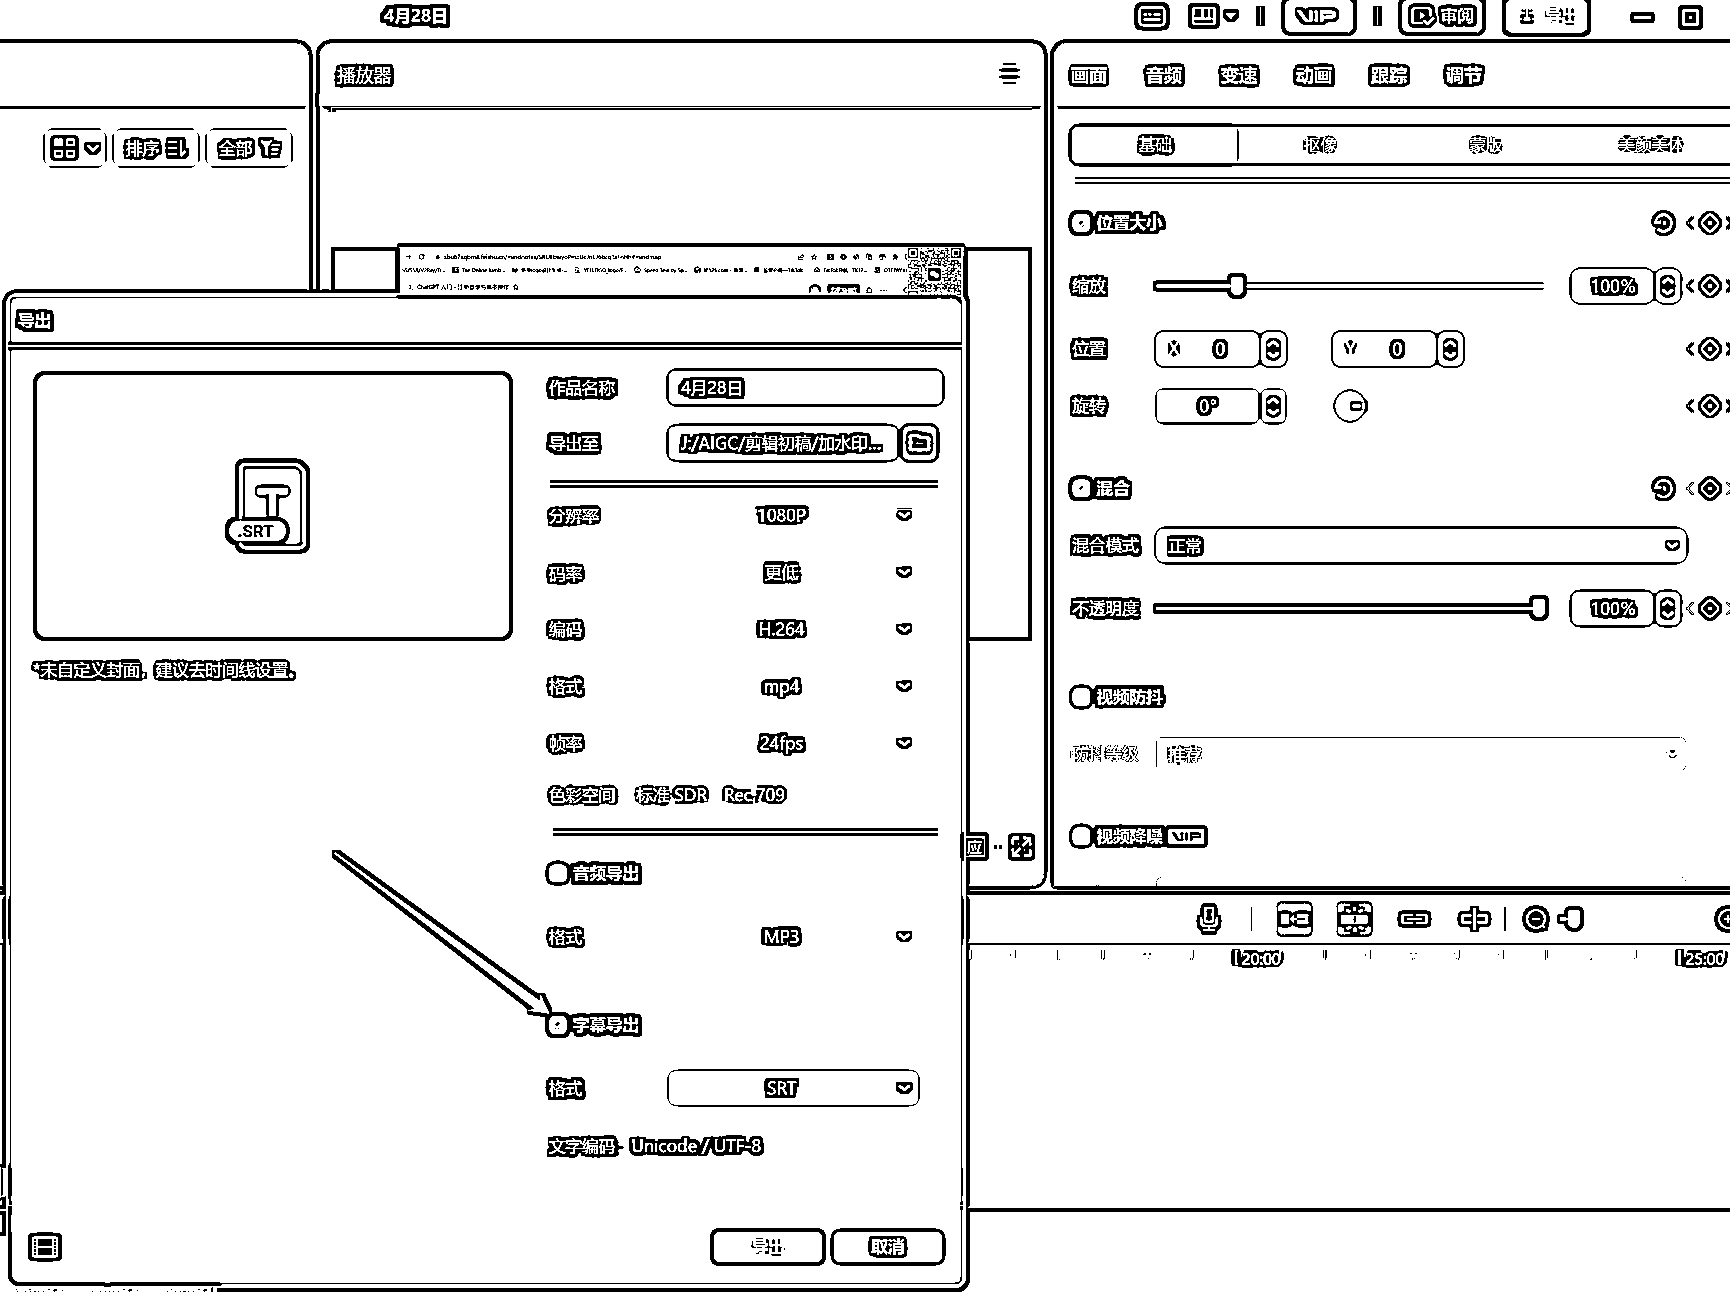 4月28日
VIP
审阅
导出
播放器
画面 音频 变速 动画 跟踪 调节
排序
全部
基础 抠像 蒙版 美颜美体
位置大小
缩放 100%
位置 X 0 Y 0
旋转 0°
混合
混合模式 正常
不透明度 100%
视频防抖
防抖等级 推荐
视频降噪 VIP
导出
.SRT
*未自定义封面，建议去时间线设置。
作品名称 4月28日
导出至 J:/AIGC/剪辑初稿/加水印...
分辨率 1080P
码率 更低
编码 H.264
格式 mp4
帧率 24fps
色彩空间 标准 SDR Rec.709
音频导出
格式 MP3
字幕导出
格式 SRT
文字编码: Unicode / UTF-8
导出 取消
应
20:00 25:00